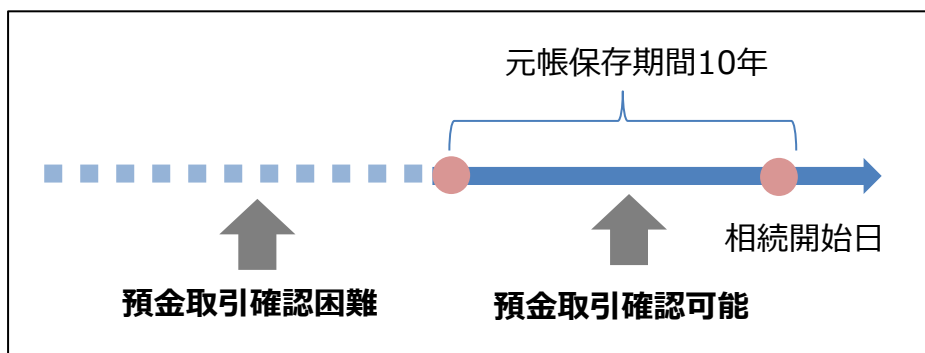 元帳保存期間10年
相続開始日
預金取引確認困難
預金取引確認可能